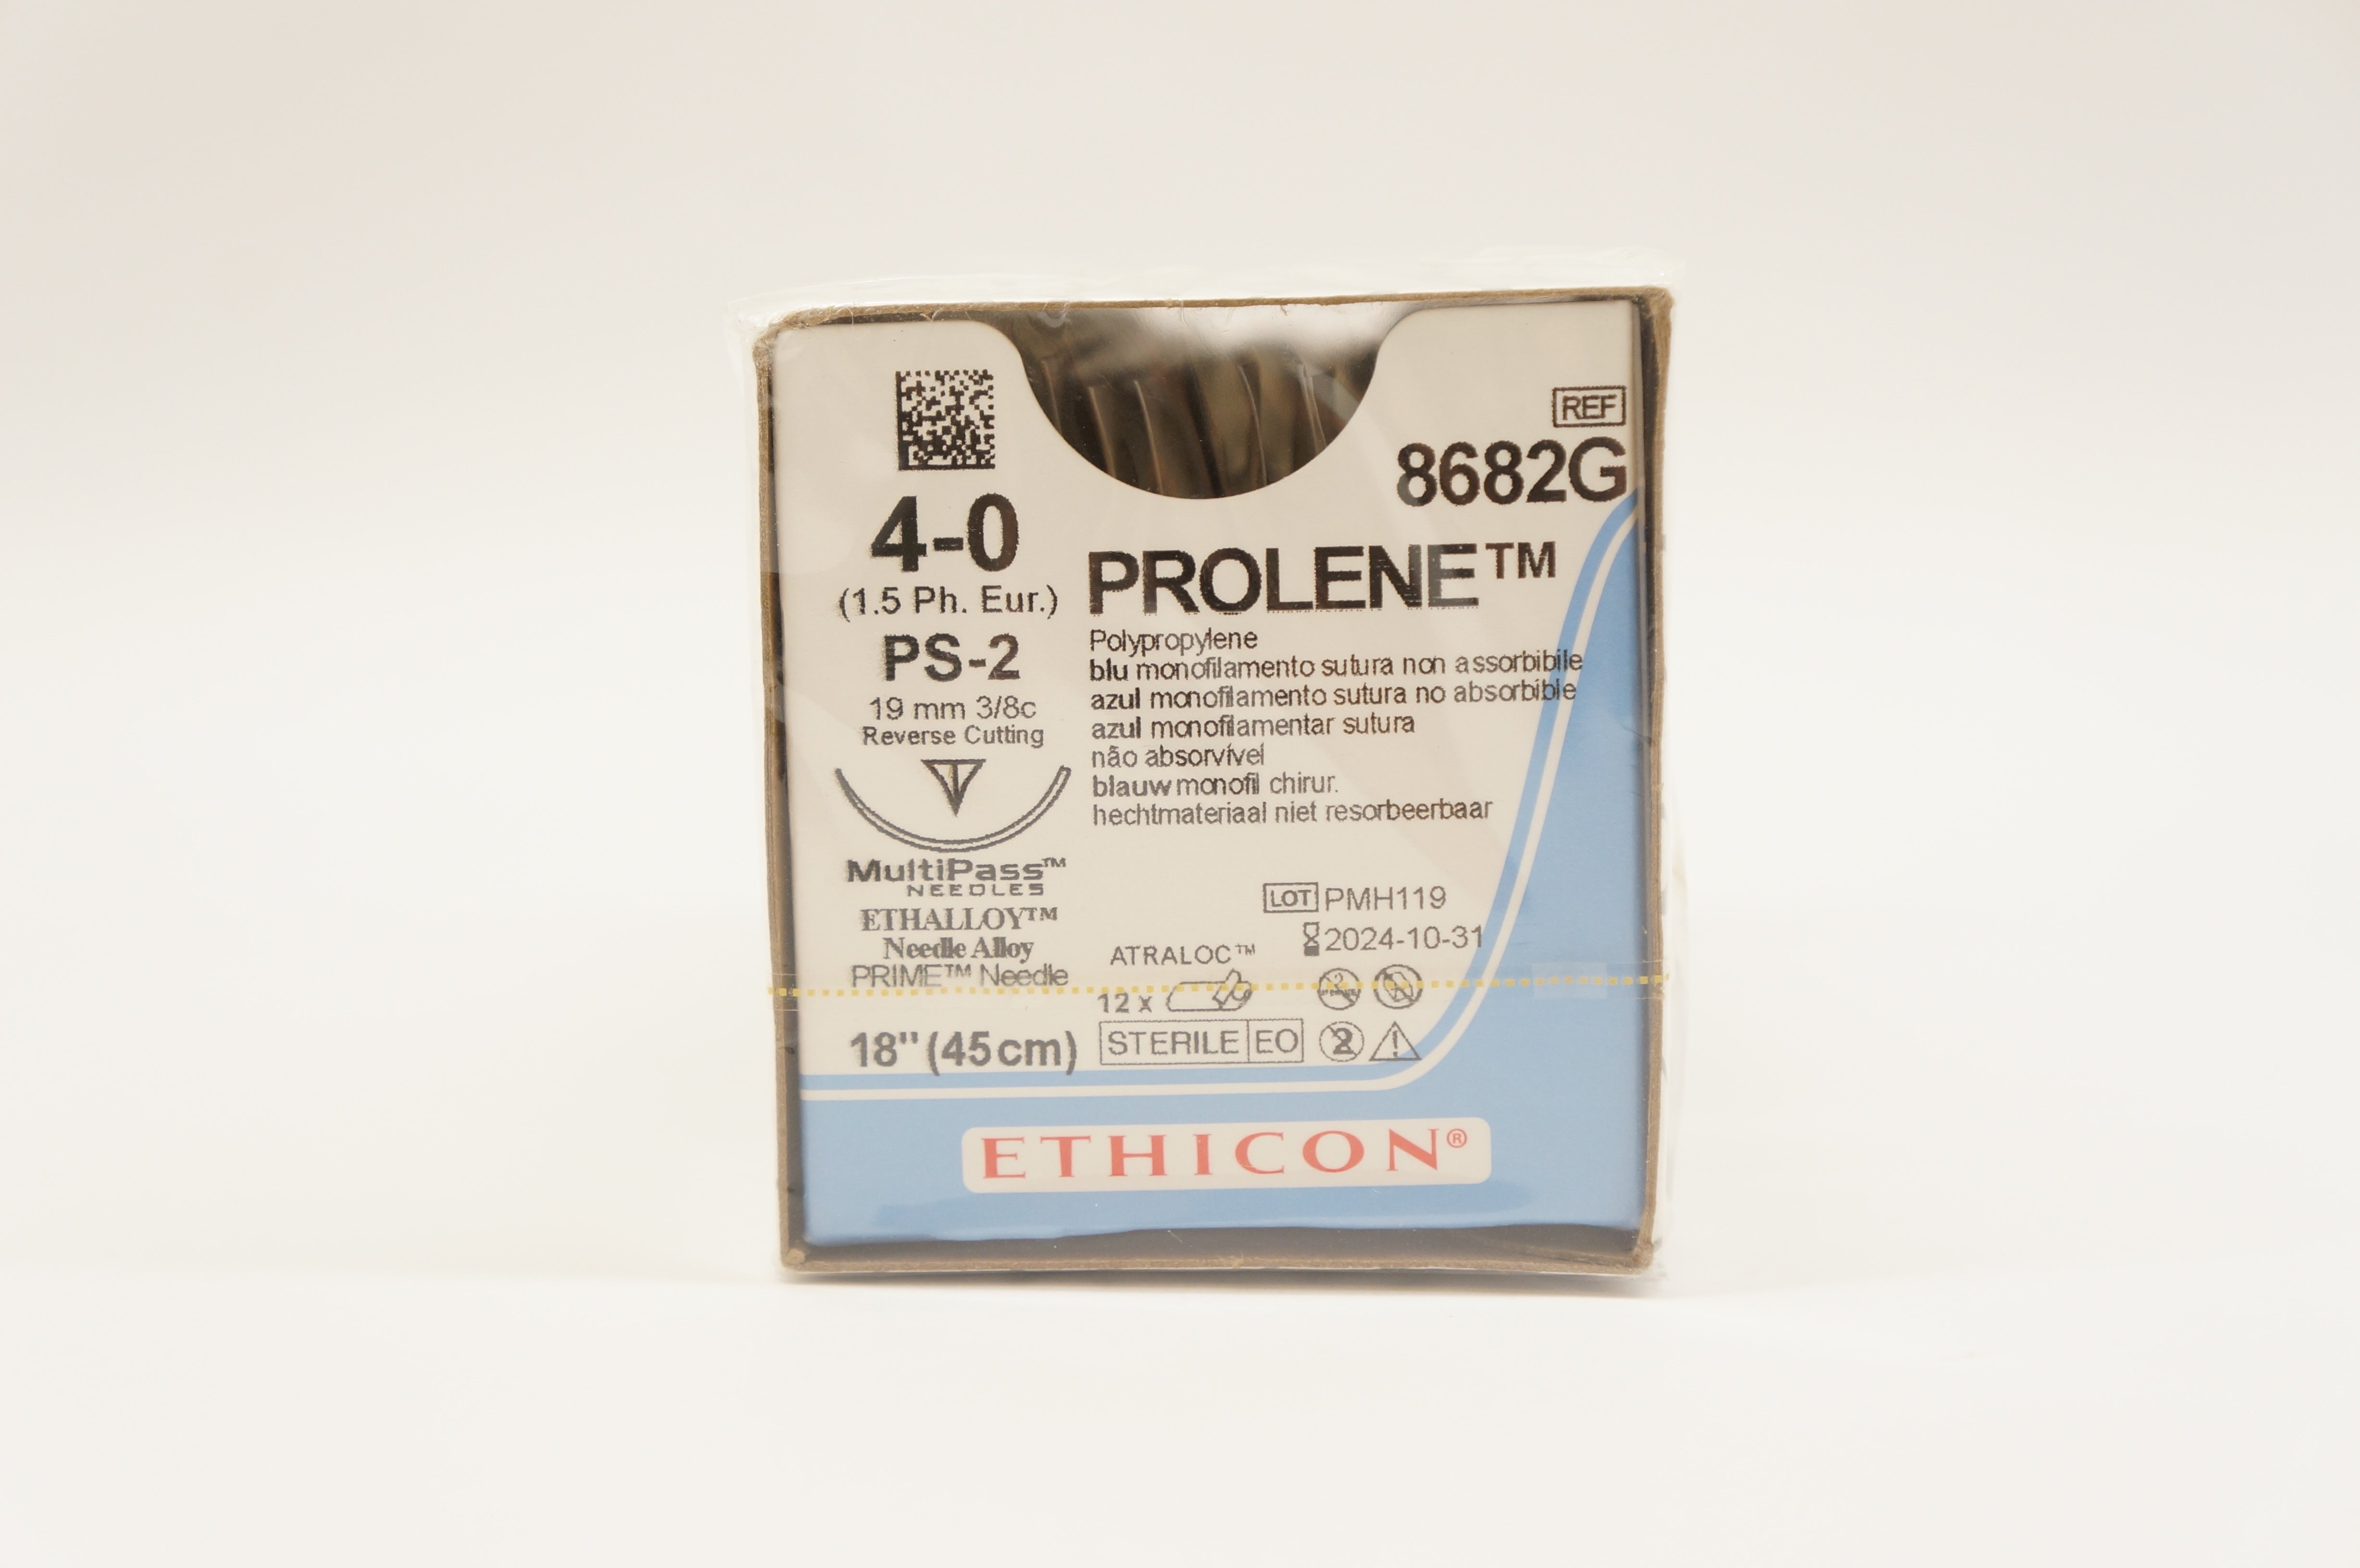 4-0
(1.5 Ph. Eur.)
PS-2
19 mm 3/8c
Reverse Cutting
MultiPass™
NEEDLES
ETHALLOY™
Needle Alloy
PRIME™ Needle
18" (45cm)
REF
8682G
PROLENE™
Polypropylene
blu monofilamento sutura non assorbibile
azul monofilamento sutura no absorbible
azul monofilamentar sutura
não absorvível
blauw monofil chirur.
hechtmateriaal niet resorbeerbaar
LOT PMH119
2024-10-31
ATRALOC™
12 x
STERILE EO 2
ETHICON®